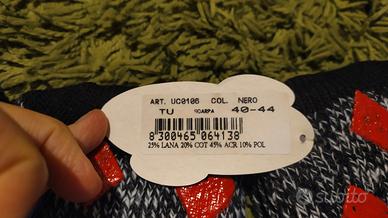 ART. UC0106 COL. NERO
TU SCARPA 40-44
8 300465 064138
25% LANA 20% COT 45% ACR 10% POL
subito